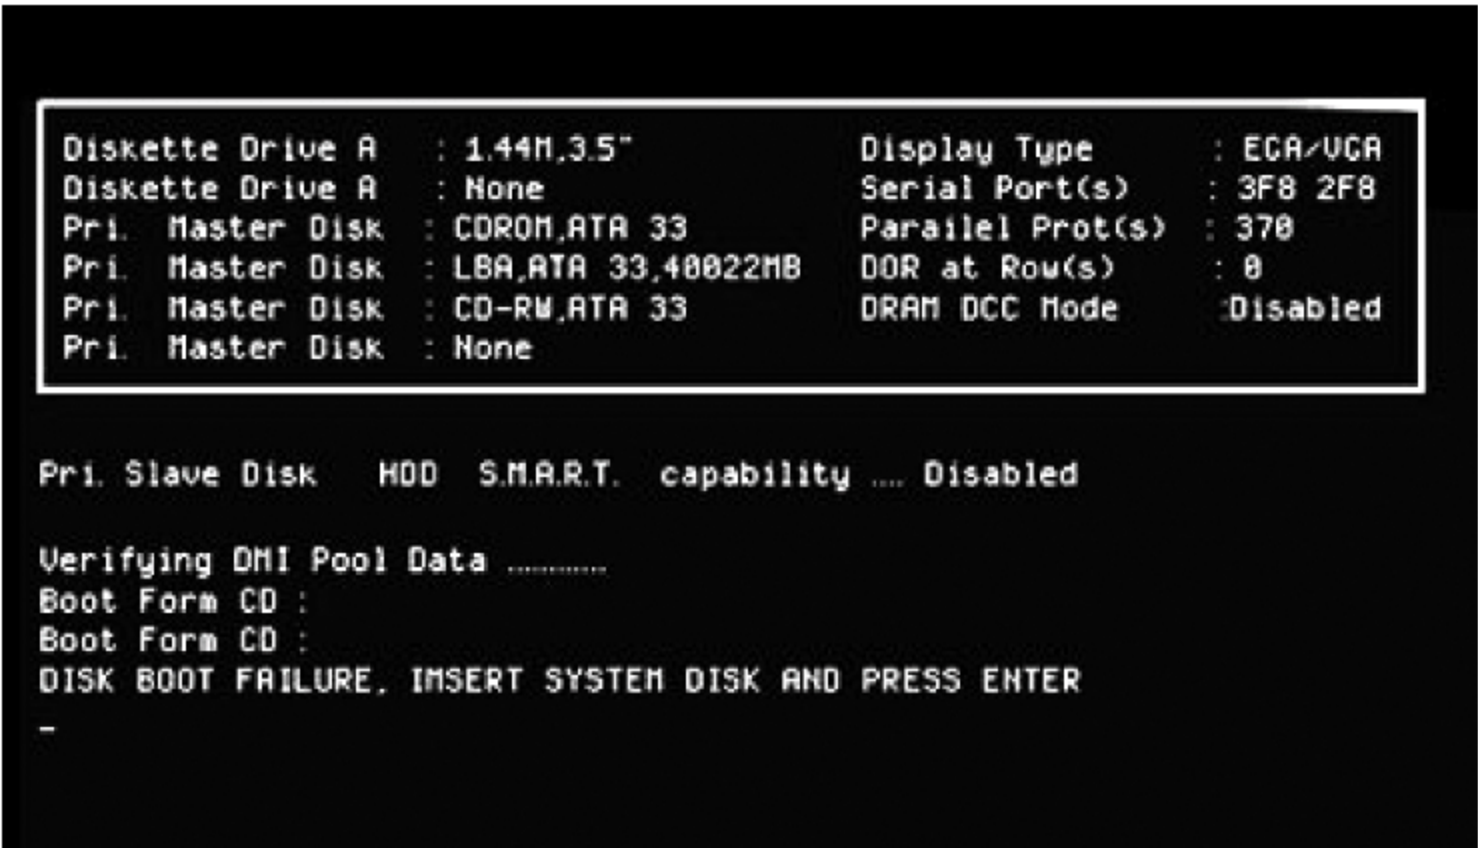 Diskette Drive A : 1.44M,3.5" Display Type : EGA/VGA
Diskette Drive A : None Serial Port(s) : 3F8 2F8
Pri. Master Disk : CDROM,ATA 33 Parailel Prot(s) : 370
Pri. Master Disk : LBA,ATA 33,40022MB DDR at Row(s) : 0
Pri. Master Disk : CD-RW,ATA 33 DRAM DCC Mode :Disabled
Pri. Master Disk : None
Pri. Slave Disk HDD S.M.A.R.T. capability .... Disabled
Verifying DMI Pool Data ............
Boot Form CD :
Boot Form CD :
DISK BOOT FAILURE, IMSERT SYSTEM DISK AND PRESS ENTER
_